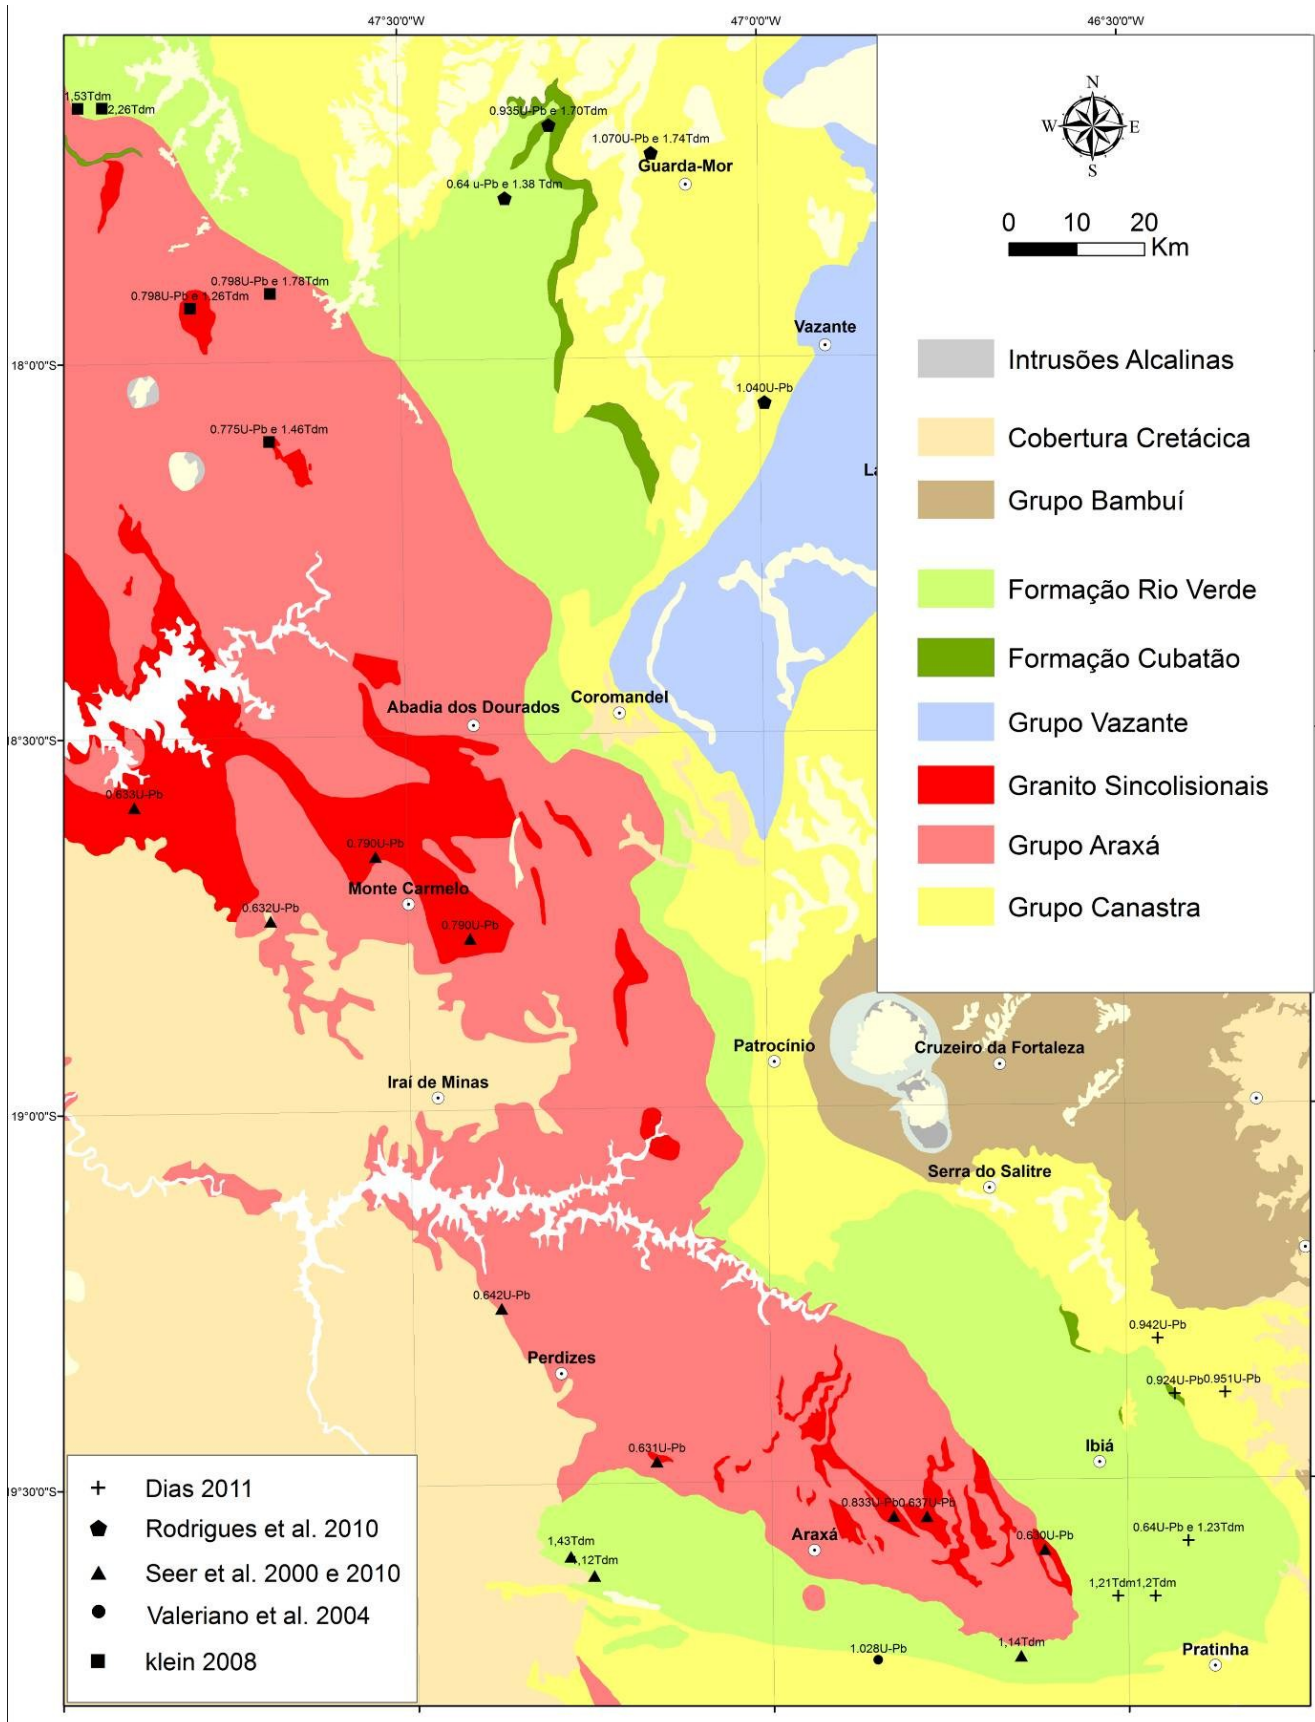 47°30'0"W
47°0'0"W
46°30'0"W
1,53Tdm
2,26Tdm
0.935U-Pb e 1.70Tdm
1.070U-Pb e 1.74Tdm
Guarda-Mor
0.64 u-Pb e 1.38 Tdm
N
W E
S
0 10 20
Km
0.798U-Pb e 1.78Tdm
0.798U-Pb e 1.26Tdm
Vazante
18°0'0"S
1.040U-Pb
0.775U-Pb e 1.46Tdm
Intrusões Alcalinas
Cobertura Cretácica
Grupo Bambuí
Formação Rio Verde
Formação Cubatão
Grupo Vazante
Granito Sincolisionais
Grupo Araxá
Grupo Canastra
Coromandel
Abadia dos Dourados
18°30'0"S
0.633U-Pb
0.790U-Pb
Monte Carmelo
0.632U-Pb
0.790U-Pb
Patrocínio
Cruzeiro da Fortaleza
Iraí de Minas
19°0'0"S
Serra do Salitre
0.642U-Pb
0.942U-Pb
Perdizes
0.924U-Pb
0.951U-Pb
Ibiá
0.631U-Pb
19°30'0"S
0.833U-Pb
0.637U-Pb
Araxá
0.64U-Pb e 1.23Tdm
1,43Tdm
1,21Tdm
1,2Tdm
1.028U-Pb
1,14Tdm
Pratinha
Dias 2011
Rodrigues et al. 2010
Seer et al. 2000 e 2010
Valeriano et al. 2004
klein 2008